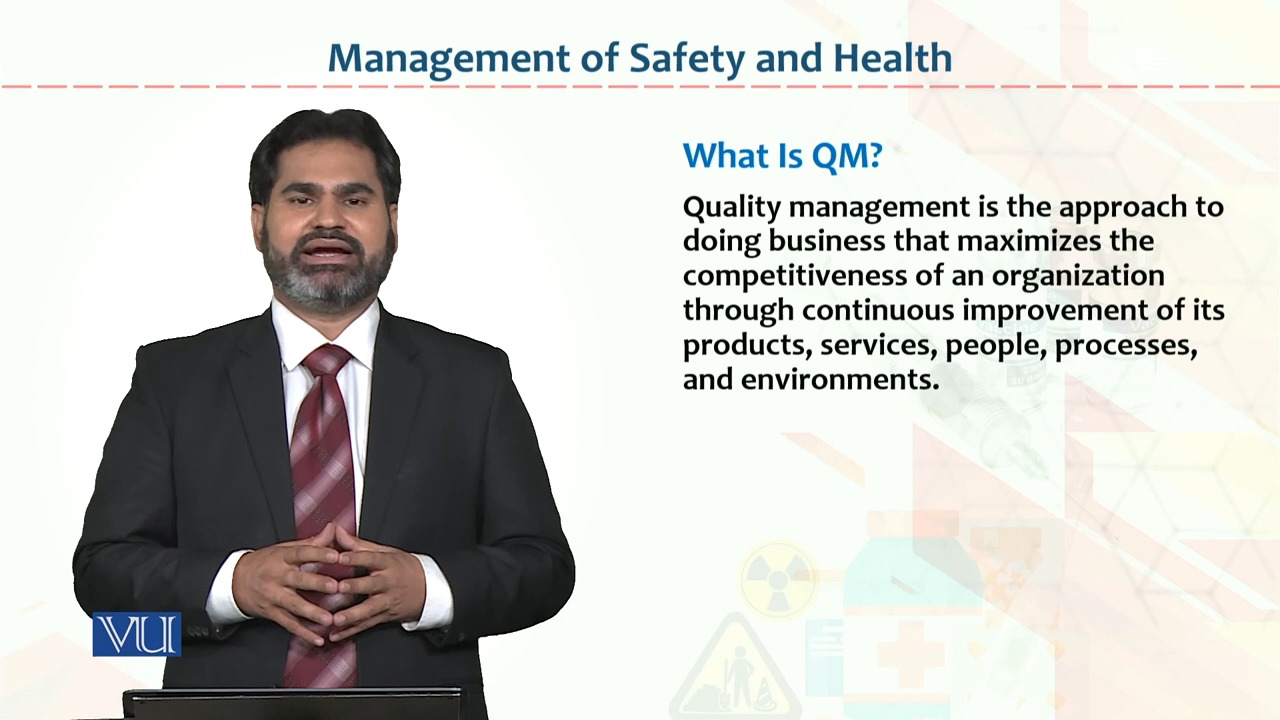 Management of Safety and Health
What Is QM?
Quality management is the approach to
doing business that maximizes the
competitiveness of an organization
through continuous improvement of its
products, services, people, processes,
and environments.
VU